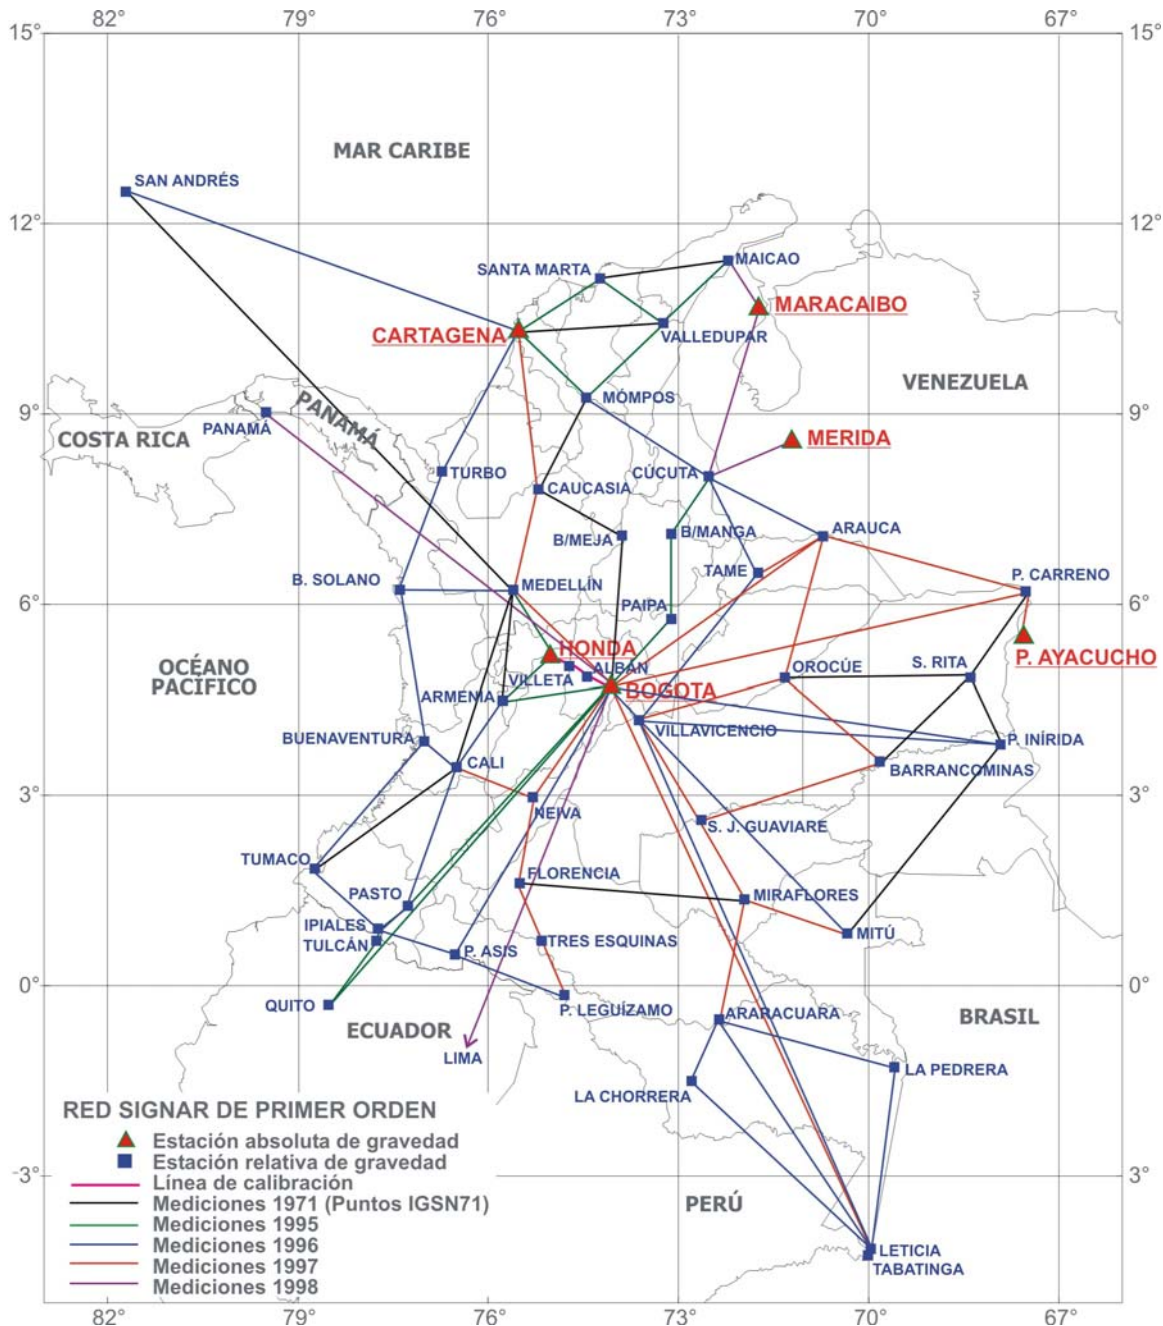 82° 79° 76° 73° 70° 67°
15° 15°
MAR CARIBE
SAN ANDRÉS
12° 12°
SANTA MARTA MAICAO
MARACAIBO
CARTAGENA
VALLEDUPAR
VENEZUELA
MÓMPOS
9° 9°
PANAMÁ
PANAMÁ
COSTA RICA
MERIDA
TURBO CÚCUTA
CAUCASIA
B/MEJA B/MANGA ARAUCA
B. SOLANO MEDELLÍN TAME P. CARRENO
6° 6°
PAIPA
HONDA
P. AYACUCHO
OCÉANO
PACÍFICO
VILLETA ALBÁN OROCÚE S. RITA
ARMENIA BOGOTA
BUENAVENTURA VILLAVICENCIO P. INÍRIDA
CALI BARRANCOMINAS
3° 3°
NEIVA S. J. GUAVIARE
TUMACO
FLORENCIA MIRAFLORES
PASTO
IPIALES MITÚ
TULCÁN TRES ESQUINAS
P. ASIS
0° 0°
QUITO P. LEGUÍZAMO ARARACUARA
ECUADOR BRASIL
LIMA LA PEDRERA
LA CHORRERA
RED SIGNAR DE PRIMER ORDEN
Estación absoluta de gravedad
Estación relativa de gravedad
Línea de calibración
Mediciones 1971 (Puntos IGSN71)
Mediciones 1995
Mediciones 1996
Mediciones 1997
Mediciones 1998
3° 3°
PERÚ
LETICIA
TABATINGA
82° 79° 76° 73° 70° 67°